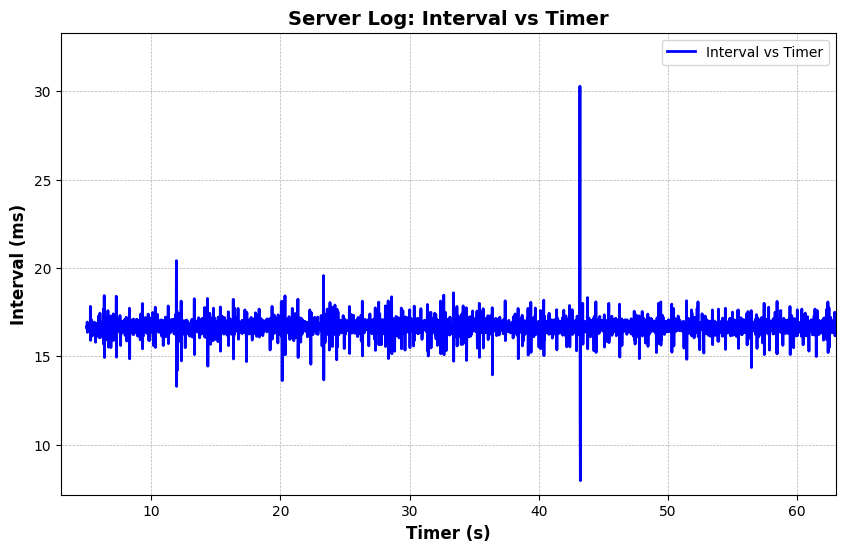 Server Log: Interval vs Timer
Interval vs Timer
30
25
20
15
10
Interval (ms)
10 20 30 40 50 60
Timer (s)